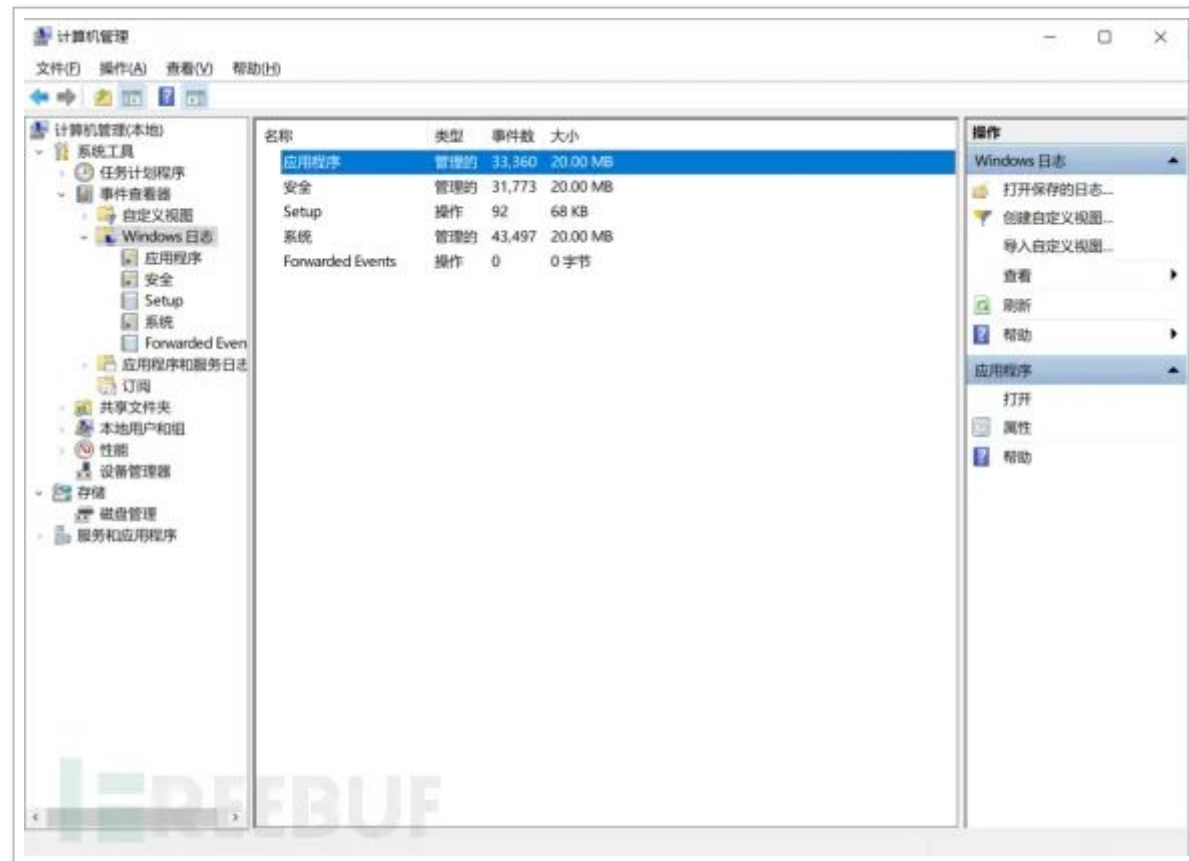 计算机管理
文件(F) 操作(A) 查看(V) 帮助(H)
计算机管理(本地)
系统工具
任务计划程序
事件查看器
自定义视图
Windows 日志
应用程序
安全
Setup
系统
Forwarded Even
应用程序和服务日志
订阅
共享文件夹
本地用户和组
性能
设备管理器
存储
磁盘管理
服务和应用程序
名称 类型 事件数 大小
应用程序 管理的 33,360 20.00 MB
安全 管理的 31,773 20.00 MB
Setup 操作 92 68 KB
系统 管理的 43,497 20.00 MB
Forwarded Events 操作 0 0 字节
操作
Windows 日志
打开保存的日志...
创建自定义视图...
导入自定义视图...
查看
刷新
帮助
应用程序
打开
属性
帮助
FREEBUF